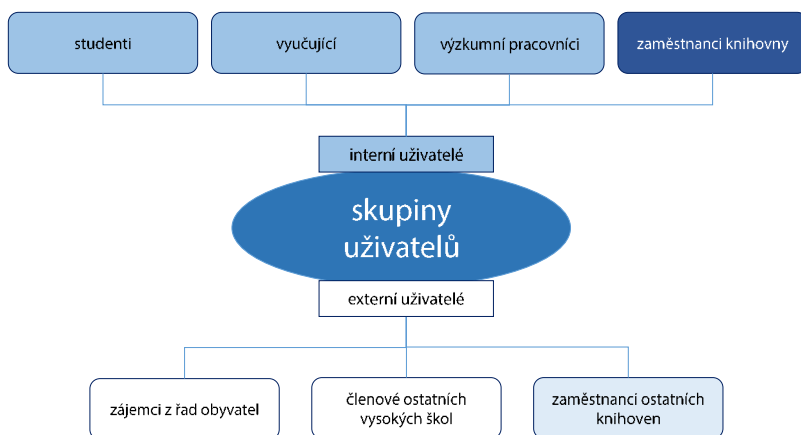 studenti
vyučující
výzkumní pracovníci
zaměstnanci knihovny
interní uživatelé
skupiny
uživatelů
externí uživatelé
zájemci z řad obyvatel
členové ostatních
vysokých škol
zaměstnanci ostatních
knihoven